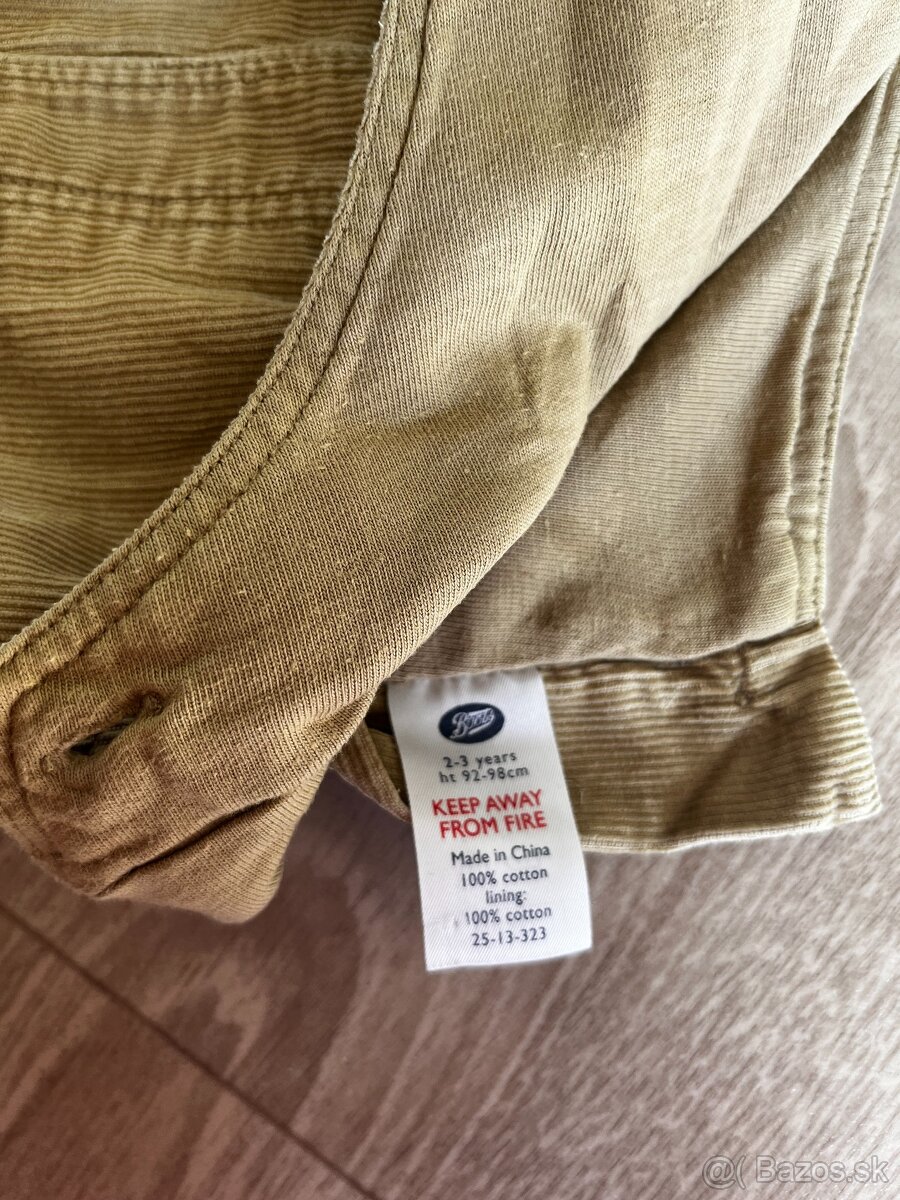 Boots
2-3 years
ht 92-98cm
KEEP AWAY
FROM FIRE
Made in China
100% cotton
lining:
100% cotton
25-13-323
@( Bazos.sk